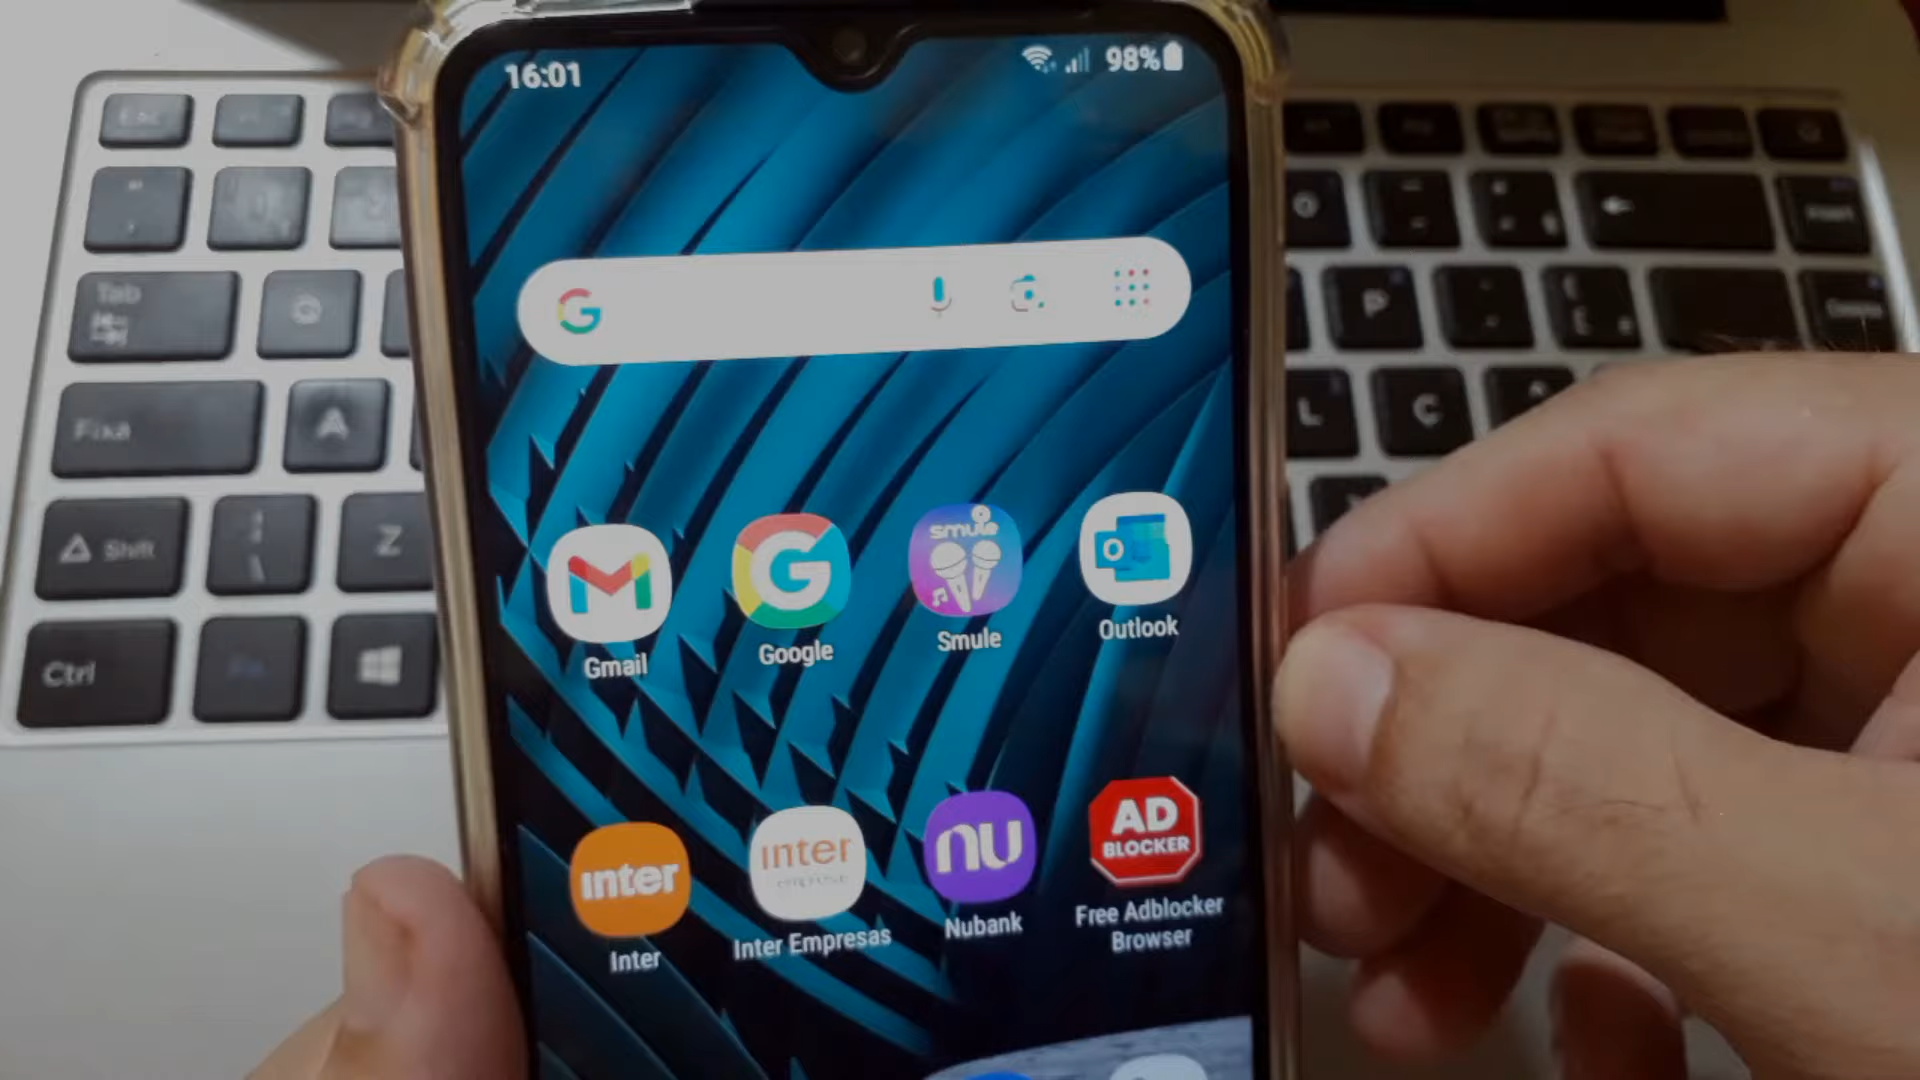 16:01
98%
G
Gmail
G
Google
smule
Smule
O
Outlook
inter
Inter
inter
Inter Empresas
nu
Nubank
AD
BLOCKER
Free Adblocker
Browser
Tab
Fixa
A
Shift
Z
Ctrl
P
L
Ç